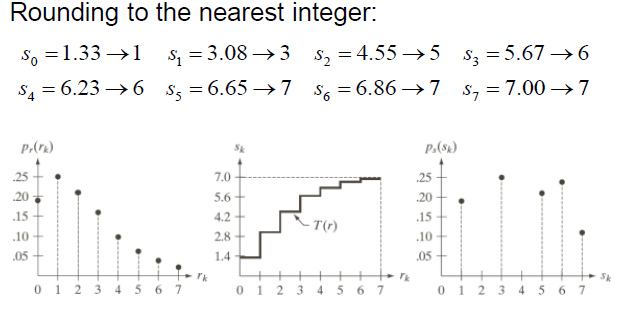 Rounding to the nearest integer:
s₀ = 1.33 → 1 s₁ = 3.08 → 3 s₂ = 4.55 → 5 s₃ = 5.67 → 6
s₄ = 6.23 → 6 s₅ = 6.65 → 7 s₆ = 6.86 → 7 s₇ = 7.00 → 7
pᵣ(rₖ)
.25
.20
.15
.10
.05
0 1 2 3 4 5 6 7
rₖ
sₖ
7.0
5.6
4.2
2.8
1.4
T(r)
0 1 2 3 4 5 6 7
rₖ
pₛ(sₖ)
.25
.20
.15
.10
.05
0 1 2 3 4 5 6 7
sₖ